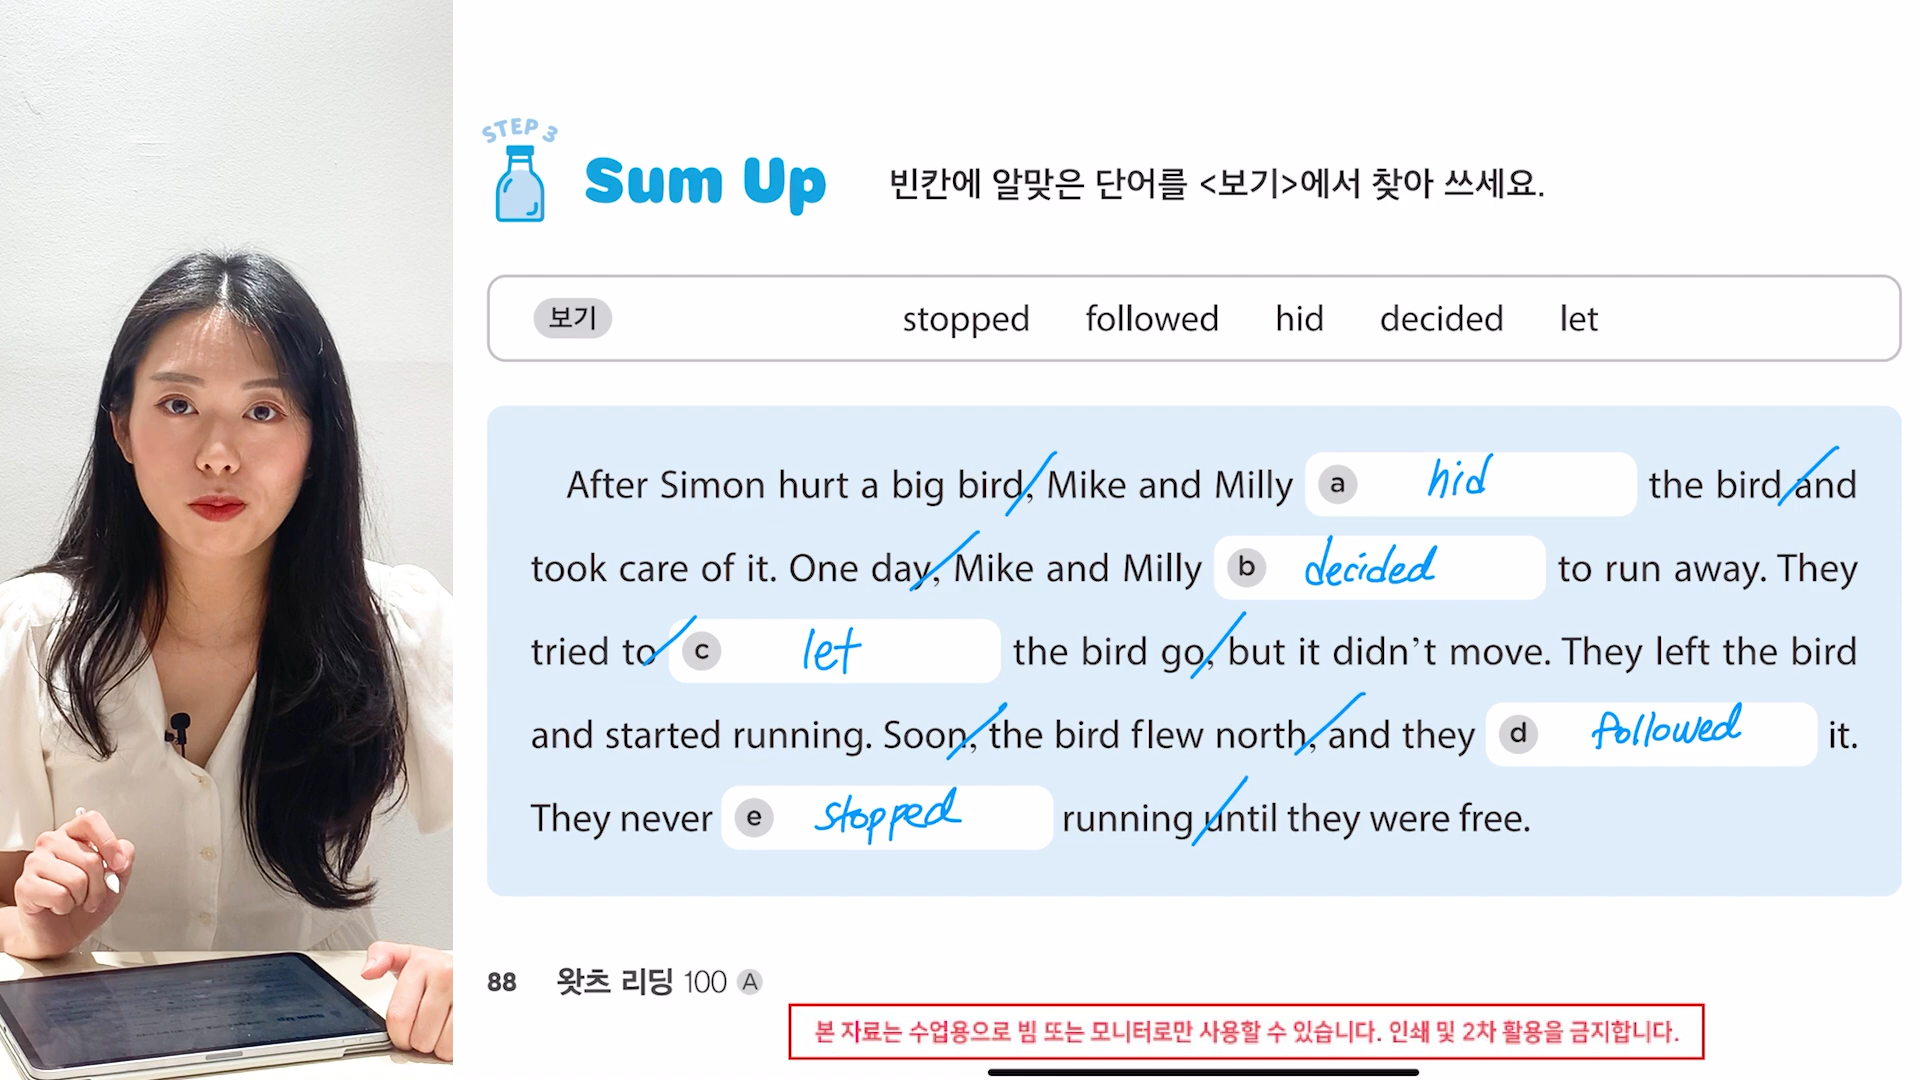 STEP 3
Sum Up 빈칸에 알맞은 단어를 <보기>에서 찾아 쓰세요.
보기 stopped followed hid decided let
After Simon hurt a big bird, Mike and Milly a hid the bird and
took care of it. One day, Mike and Milly b decided to run away. They
tried to c let the bird go, but it didn't move. They left the bird
and started running. Soon, the bird flew north, and they d followed it.
They never e stopped running until they were free.
88 왓츠 리딩 100 A
본 자료는 수업용으로 빔 또는 모니터로만 사용할 수 있습니다. 인쇄 및 2차 활용을 금지합니다.